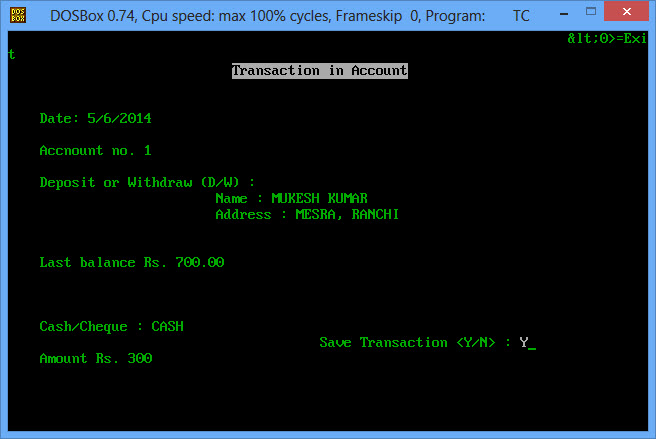 DOS BOX DOSBox 0.74, Cpu speed: max 100% cycles, Frameskip 0, Program: TC
&lt;0>=Exi
t
Transaction in Account
Date: 5/6/2014
Accnount no. 1
Deposit or Withdraw (D/W) :
Name : MUKESH KUMAR
Address : MESRA, RANCHI
Last balance Rs. 700.00
Cash/Cheque : CASH
Save Transaction <Y/N> : Y_
Amount Rs. 300